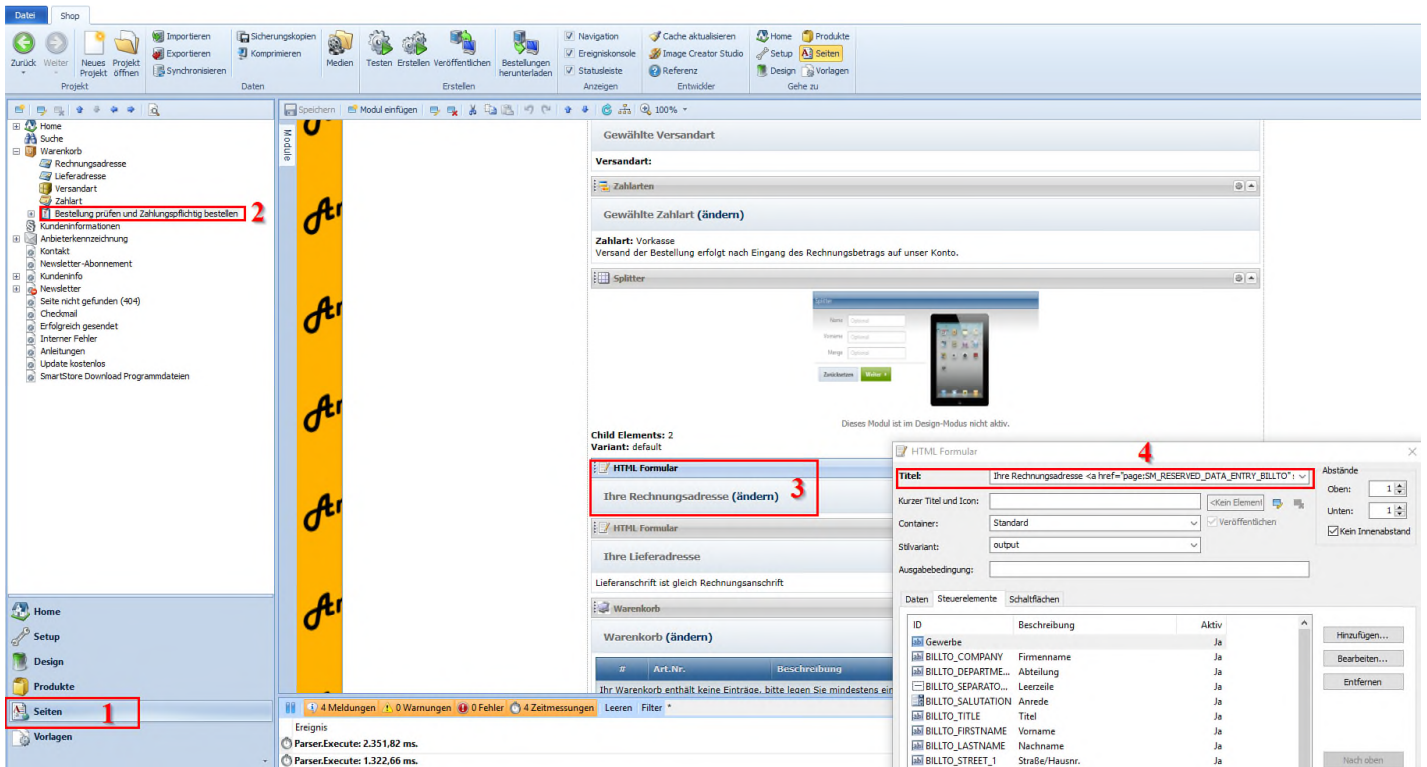 Datei Shop
Zurück Weiter Neues Projekt Projekt öffnen
Importieren
Exportieren
Synchronisieren
Projekt
Sicherungskopien
Komprimieren
Medien
Daten
Testen Erstellen Veröffentlichen Bestellungen herunterladen
Erstellen
Navigation
Ereigniskonsole
Statusleiste
Anzeigen
Cache aktualisieren
Image Creator Studio
Referenz
Entwickler
Home Produkte
Setup Seiten
Design Vorlagen
Gehe zu
Speichern Modul einfügen 100%
Module
Home
Suche
Warenkorb
Rechnungsadresse
Lieferadresse
Versandart
Zahlart
Bestellung prüfen und Zahlungspflichtig bestellen 2
Kundeninformationen
Anbieterkennzeichnung
Kontakt
Newsletter-Abonnement
Kundeninfo
Newsletter
Seite nicht gefunden (404)
Checkmail
Erfolgreich gesendet
Interner Fehler
Anleitungen
Update kostenlos
SmartStore Download Programmdateien
Home
Setup
Design
Produkte
Seiten 1
Vorlagen
Gewählte Versandart
Versandart:
Zahlarten
Gewählte Zahlart (ändern)
Zahlart: Vorkasse
Versand der Bestellung erfolgt nach Eingang des Rechnungsbetrags auf unser Konto.
Splitter
Splitter
Name Optional
Vorname Optional
Menge Optional
Zurücksetzen Weiter
Dieses Modul ist im Design-Modus nicht aktiv.
Child Elements: 2
Variant: default
HTML Formular
Ihre Rechnungsadresse (ändern) 3
HTML Formular
Ihre Lieferadresse
Lieferanschrift ist gleich Rechnungsanschrift
Warenkorb
Warenkorb (ändern)
# Art.Nr. Beschreibung
Ihr Warenkorb enthält keine Einträge, bitte legen Sie mindestens ein
4 Meldungen 0 Warnungen 0 Fehler 4 Zeitmessungen Leeren Filter *
Ereignis
Parser.Execute: 2.351,82 ms.
Parser.Execute: 1.322,66 ms.
HTML Formular 4
Titel: Ihre Rechnungsadresse <a href="page:SM_RESERVED_DATA_ENTRY_BILLTO" :
Kurzer Titel und Icon: <Kein Element
Container: Standard Veröffentlichen
Stilvariant: output
Ausgabebedingung:
Abstände
Oben: 1
Unten: 1
Kein Innenabstand
Daten Steuerelemente Schaltflächen
ID Beschreibung Aktiv
Gewerbe Ja
BILLTO_COMPANY Firmenname Ja
BILLTO_DEPARTME... Abteilung Ja
BILLTO_SEPARATO... Leerzeile Ja
BILLTO_SALUTATION Anrede Ja
BILLTO_TITLE Titel Ja
BILLTO_FIRSTNAME Vorname Ja
BILLTO_LASTNAME Nachname Ja
BILLTO_STREET_1 Straße/Hausnr. Ja
Hinzufügen...
Bearbeiten...
Entfernen
Nach oben